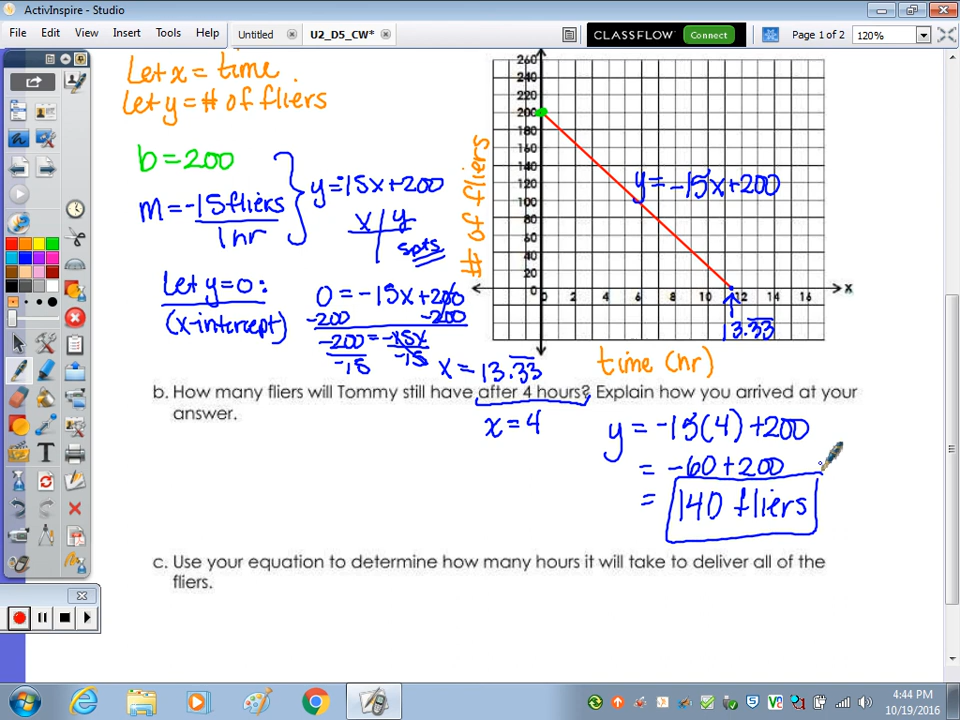 ActivInspire - Studio
File Edit View Insert Tools Help Untitled U2_D5_CW* CLASSFLOW Connect Page 1 of 2 120%
Let x = time.
Let y = # of fliers
b = 200
m = -15 fliers
1 hr
y = -15x + 200
x y
5 pts
let y = 0 :
(x-intercept)
0 = -15x + 200
-200 -200
-200 = -15x
-15 -15
x = 13.33
260
240
220
200
180
160
140
120
100
80
60
40
20
0
0 2 4 6 8 10 12 14 16 x
# of fliers
y = -15x + 200
13.33
time (hr)
b. How many fliers will Tommy still have after 4 hours? Explain how you arrived at your
answer.
x = 4
y = -15(4) + 200
= -60 + 200
= 140 fliers
c. Use your equation to determine how many hours it will take to deliver all of the
fliers.
4:44 PM
10/19/2016